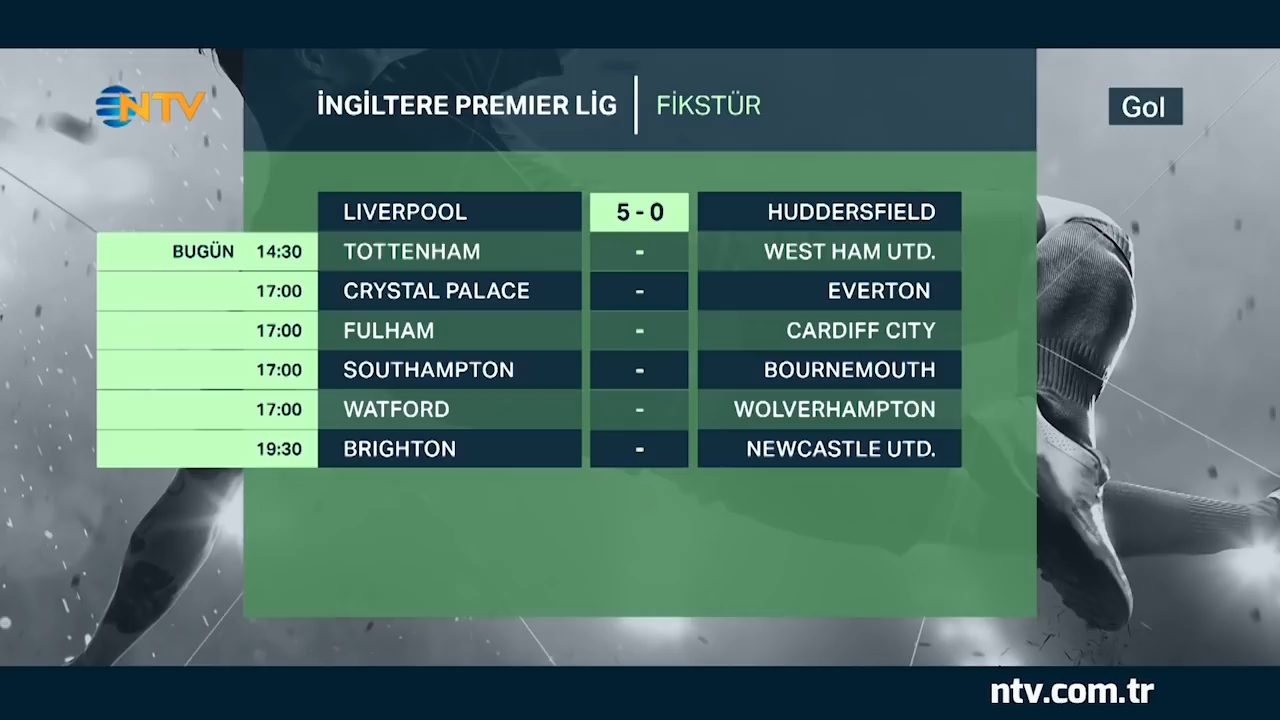 NTV
İNGİLTERE PREMIER LİG FİKSTÜR
Gol
LIVERPOOL 5 - 0 HUDDERSFIELD
BUGÜN 14:30 TOTTENHAM - WEST HAM UTD.
17:00 CRYSTAL PALACE - EVERTON
17:00 FULHAM - CARDIFF CITY
17:00 SOUTHAMPTON - BOURNEMOUTH
17:00 WATFORD - WOLVERHAMPTON
19:30 BRIGHTON - NEWCASTLE UTD.
ntv.com.tr